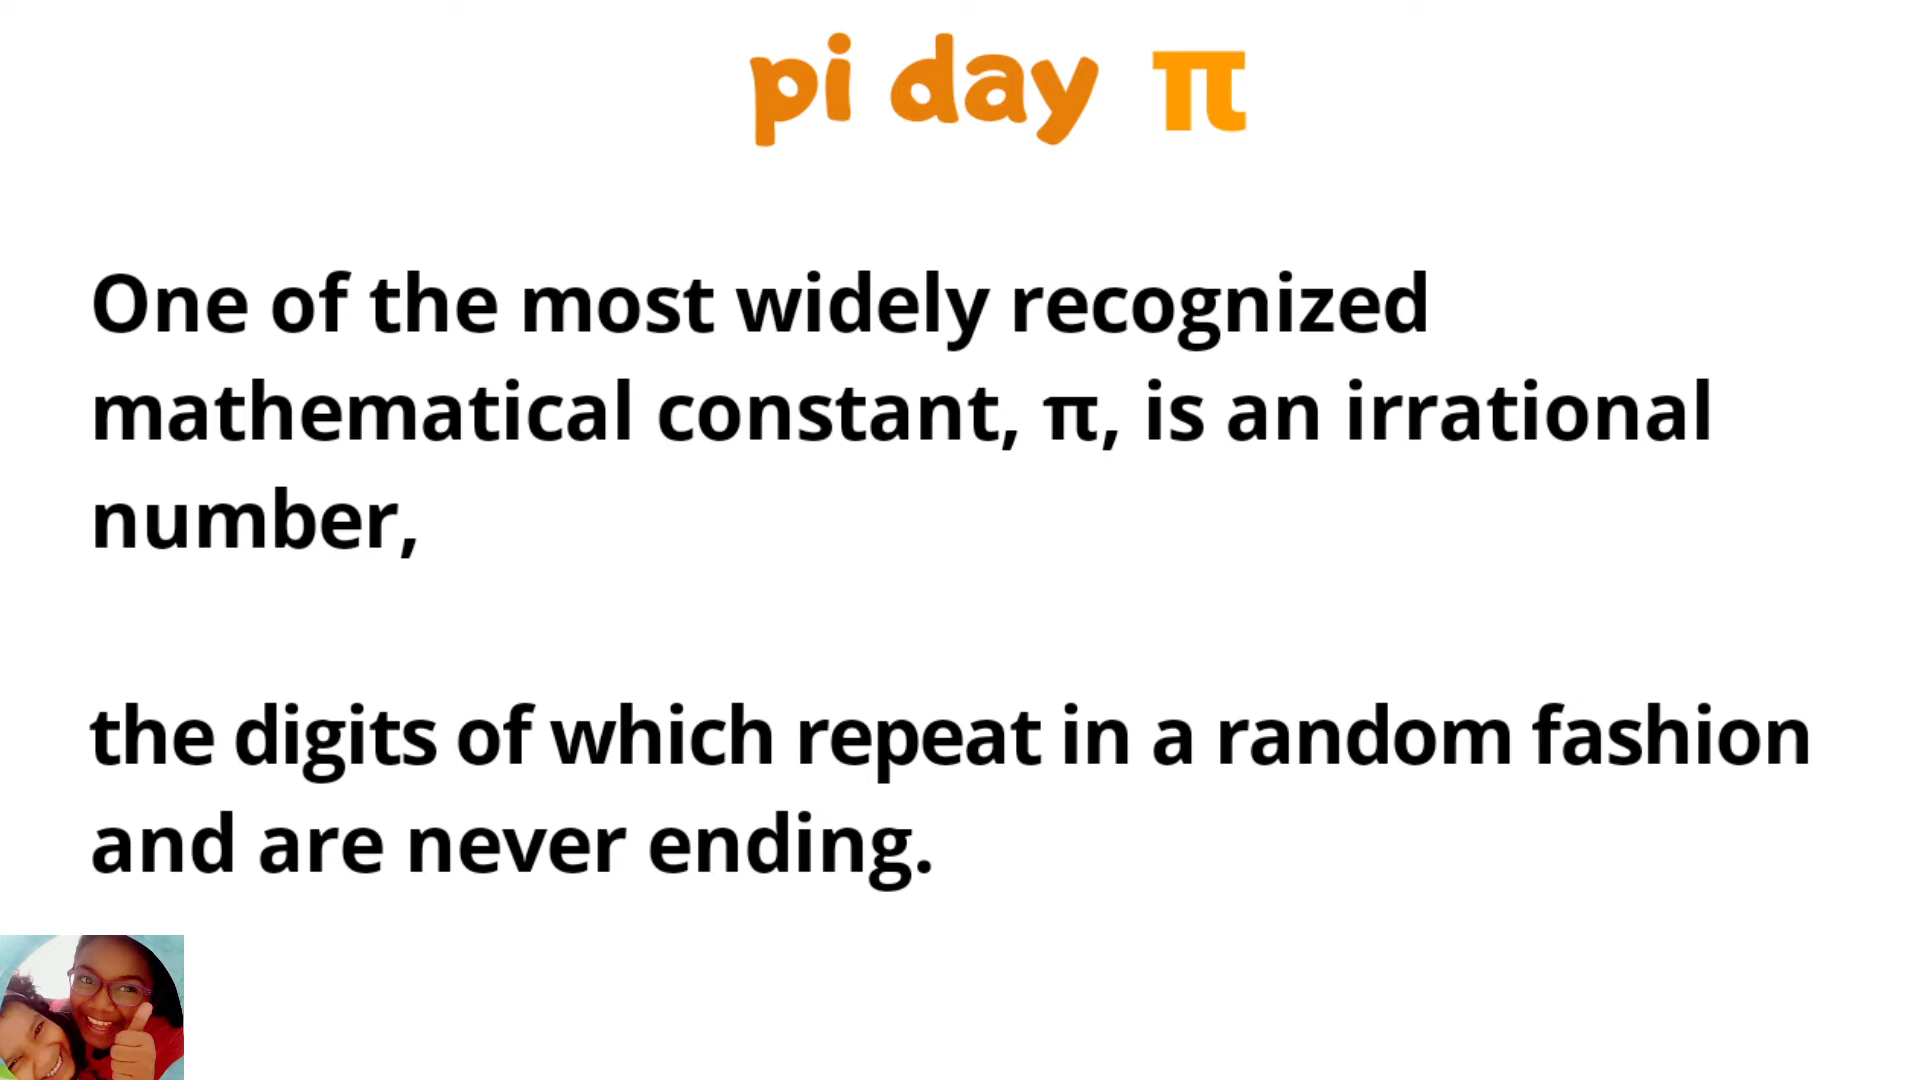 pi day π
One of the most widely recognized
mathematical constant, π, is an irrational
number,
the digits of which repeat in a random fashion
and are never ending.